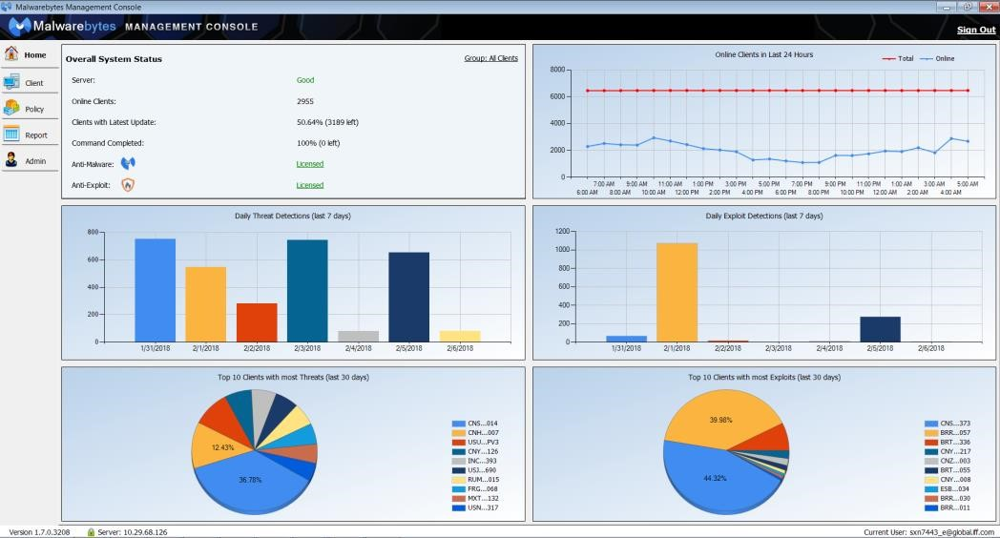 Malwarebytes Management Console
Malwarebytes MANAGEMENT CONSOLE
Sign Out
Home
Client
Policy
Report
Admin
Overall System Status
Group: All Clients
Server: Good
Online Clients: 2955
Clients with Latest Update: 50.64% (3189 left)
Command Completed: 100% (0 left)
Anti-Malware: Licensed
Anti-Exploit: Licensed
Online Clients in Last 24 Hours
Total Online
8000
6000
4000
2000
0
7:00 AM 9:00 AM 11:00 AM 1:00 PM 3:00 PM 5:00 PM 7:00 PM 9:00 PM 11:00 PM 1:00 AM 3:00 AM 5:00 AM
6:00 AM 8:00 AM 10:00 AM 12:00 PM 2:00 PM 4:00 PM 6:00 PM 8:00 PM 10:00 PM 12:00 AM 2:00 AM 4:00 AM
Daily Threat Detections (last 7 days)
800
600
400
200
0
1/31/2018 2/1/2018 2/2/2018 2/3/2018 2/4/2018 2/5/2018 2/6/2018
Daily Exploit Detections (last 7 days)
1200
1000
800
600
400
200
0
1/31/2018 2/1/2018 2/2/2018 2/3/2018 2/4/2018 2/5/2018 2/6/2018
Top 10 Clients with most Threats (last 30 days)
12.43%
36.78%
CNS...014
CNH...007
USU...PV3
CNY...126
INC...393
USJ...690
RUM...015
FRG...068
MXT...132
USN...317
Top 10 Clients with most Exploits (last 30 days)
39.98%
44.32%
CNS...373
BRR...057
BRT...336
CNY...217
CNZ...003
BRT...055
CNY...008
ESB...034
BRR...030
BRR...011
Version 1.7.0.3208
Server: 10.29.68.126
Current User: sxn7443_e@global.iff.com